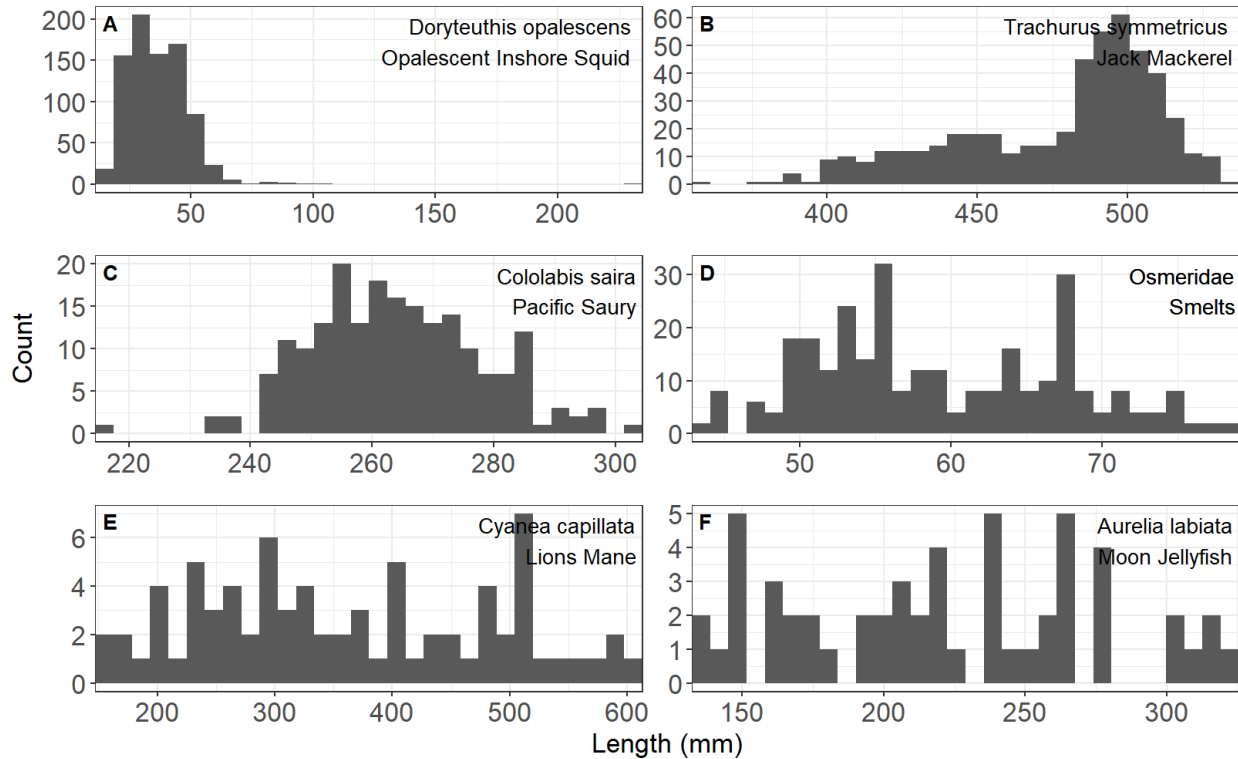 A
Doryteuthis opalescens
Opalescent Inshore Squid
200
150
100
50
0
50
100
150
200
B
Trachurus symmetricus
Jack Mackerel
60
50
40
30
20
10
0
400
450
500
C
Cololabis saira
Pacific Saury
20
15
10
5
0
220
240
260
280
300
D
Osmeridae
Smelts
30
20
10
0
50
60
70
E
Cyanea capillata
Lions Mane
6
4
2
0
200
300
400
500
600
F
Aurelia labiata
Moon Jellyfish
5
4
3
2
1
0
150
200
250
300
Count
Length (mm)